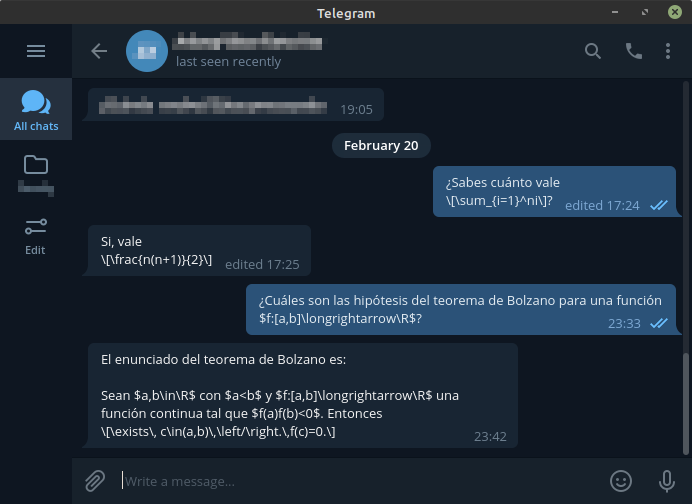 Telegram
last seen recently
All chats
Edit
19:05
February 20
¿Sabes cuánto vale
\[\sum_{i=1}^ni\]? edited 17:24
Si, vale
\[\frac{n(n+1)}{2}\] edited 17:25
¿Cuáles son las hipótesis del teorema de Bolzano para una función
$f:[a,b]\longrightarrow\R$?
23:33
El enunciado del teorema de Bolzano es:
Sean $a,b\in\R$ con $a<b$ y $f:[a,b]\longrightarrow\R$ una
función continua tal que $f(a)f(b)<0$. Entonces
\[\exists\, c\in(a,b)\,\left/\right.\,f(c)=0.\]
23:42
Write a message...